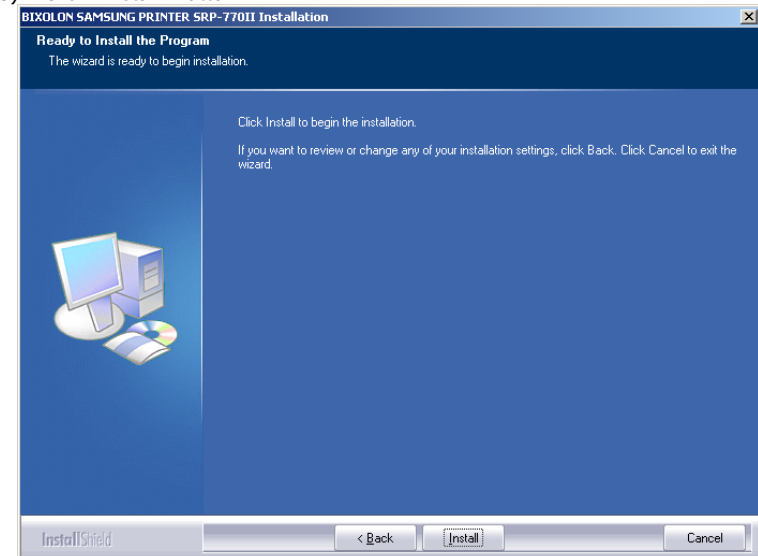 BIXOLON SAMSUNG PRINTER SRP-770II Installation
Ready to Install the Program
The wizard is ready to begin installation.
Click Install to begin the installation.
If you want to review or change any of your installation settings, click Back. Click Cancel to exit the
wizard.
InstallShield
< Back Install Cancel